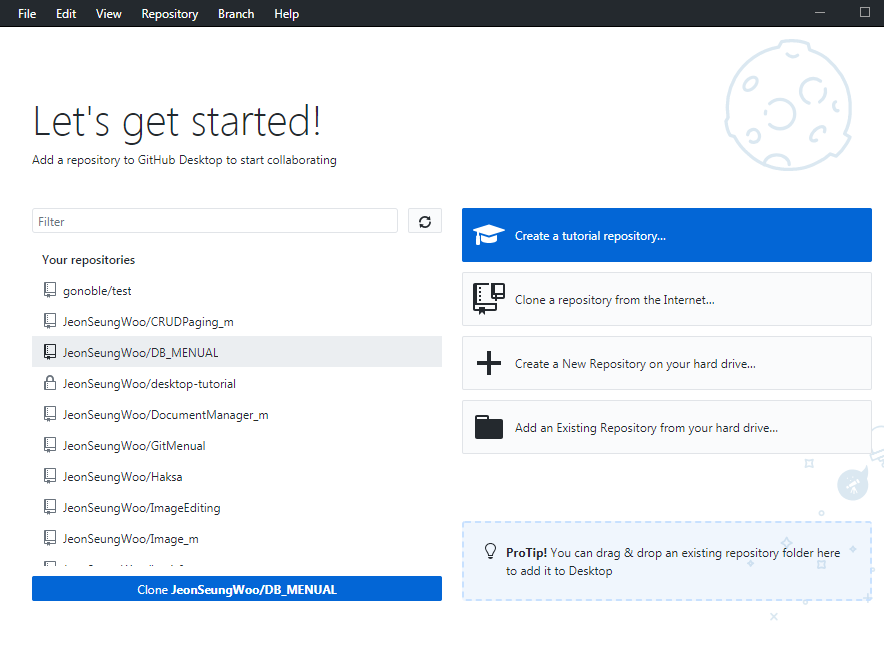 File Edit View Repository Branch Help
Let's get started!
Add a repository to GitHub Desktop to start collaborating
Filter
Your repositories
gonoble/test
JeonSeungWoo/CRUDPaging_m
JeonSeungWoo/DB_MENUAL
JeonSeungWoo/desktop-tutorial
JeonSeungWoo/DocumentManager_m
JeonSeungWoo/GitMenual
JeonSeungWoo/Haksa
JeonSeungWoo/ImageEditing
JeonSeungWoo/Image_m
Clone JeonSeungWoo/DB_MENUAL
Create a tutorial repository...
Clone a repository from the Internet...
Create a New Repository on your hard drive...
Add an Existing Repository from your hard drive...
ProTip! You can drag & drop an existing repository folder here
to add it to Desktop